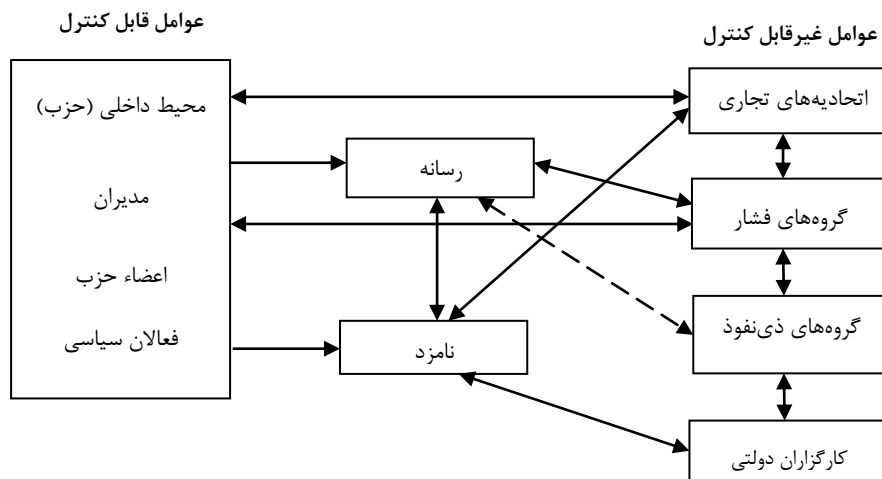 عوامل غیرقابل کنترل
عوامل قابل کنترل
اتحادیه‌های تجاری
محیط داخلی (حزب)
رسانه
مدیران
گروه‌های فشار
اعضاء حزب
گروه‌های ذی‌نفوذ
نامزد
فعالان سیاسی
کارگزاران دولتی